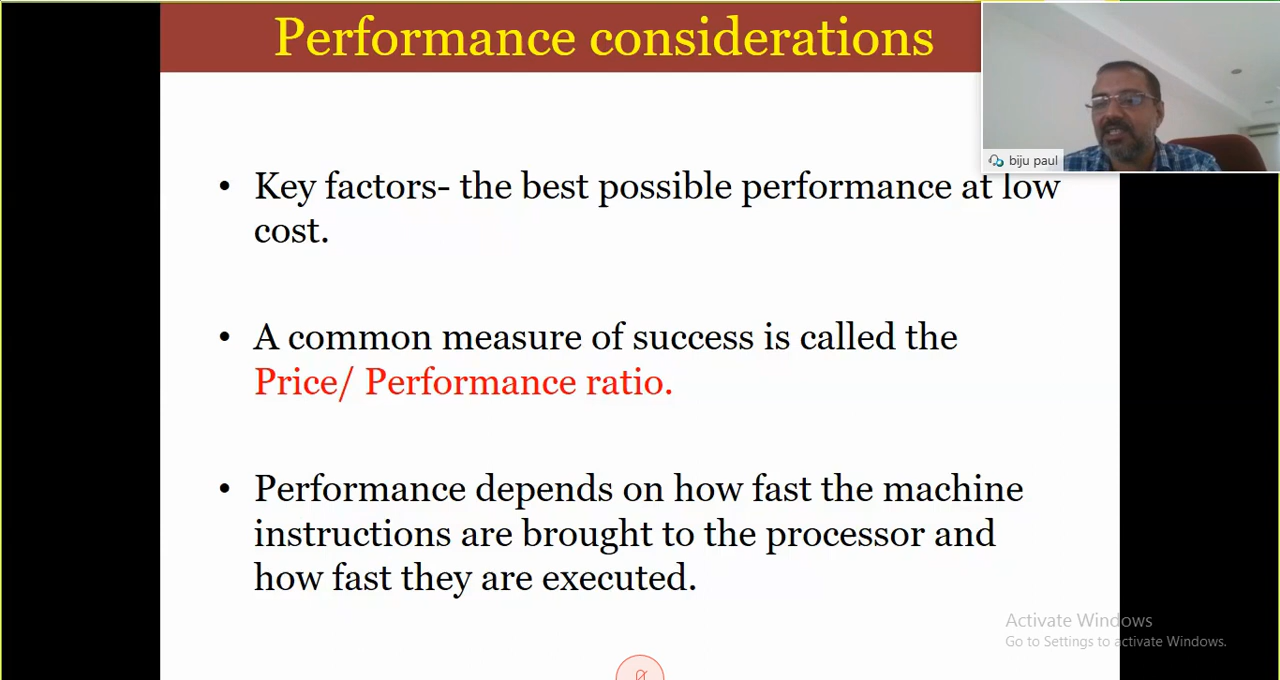 Performance considerations
biju paul
• Key factors- the best possible performance at low
cost.
• A common measure of success is called the
Price/ Performance ratio.
• Performance depends on how fast the machine
instructions are brought to the processor and
how fast they are executed.
Activate Windows
Go to Settings to activate Windows.